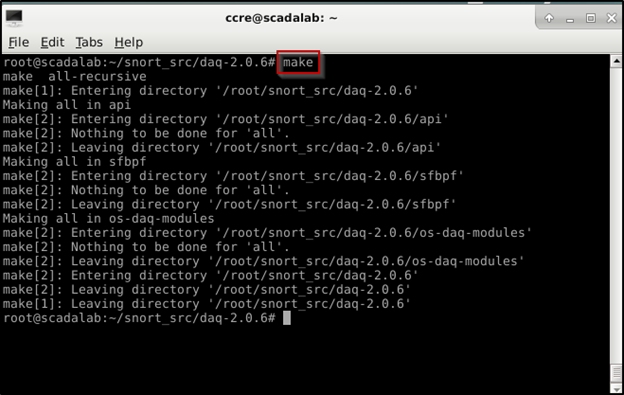 ccre@scadalab: ~
File Edit Tabs Help
root@scadalab:~/snort_src/daq-2.0.6# make
make  all-recursive
make[1]: Entering directory '/root/snort_src/daq-2.0.6'
Making all in api
make[2]: Entering directory '/root/snort_src/daq-2.0.6/api'
make[2]: Nothing to be done for 'all'.
make[2]: Leaving directory '/root/snort_src/daq-2.0.6/api'
Making all in sfbpf
make[2]: Entering directory '/root/snort_src/daq-2.0.6/sfbpf'
make[2]: Nothing to be done for 'all'.
make[2]: Leaving directory '/root/snort_src/daq-2.0.6/sfbpf'
Making all in os-daq-modules
make[2]: Entering directory '/root/snort_src/daq-2.0.6/os-daq-modules'
make[2]: Nothing to be done for 'all'.
make[2]: Leaving directory '/root/snort_src/daq-2.0.6/os-daq-modules'
make[2]: Entering directory '/root/snort_src/daq-2.0.6'
make[2]: Leaving directory '/root/snort_src/daq-2.0.6'
make[1]: Leaving directory '/root/snort_src/daq-2.0.6'
root@scadalab:~/snort_src/daq-2.0.6#